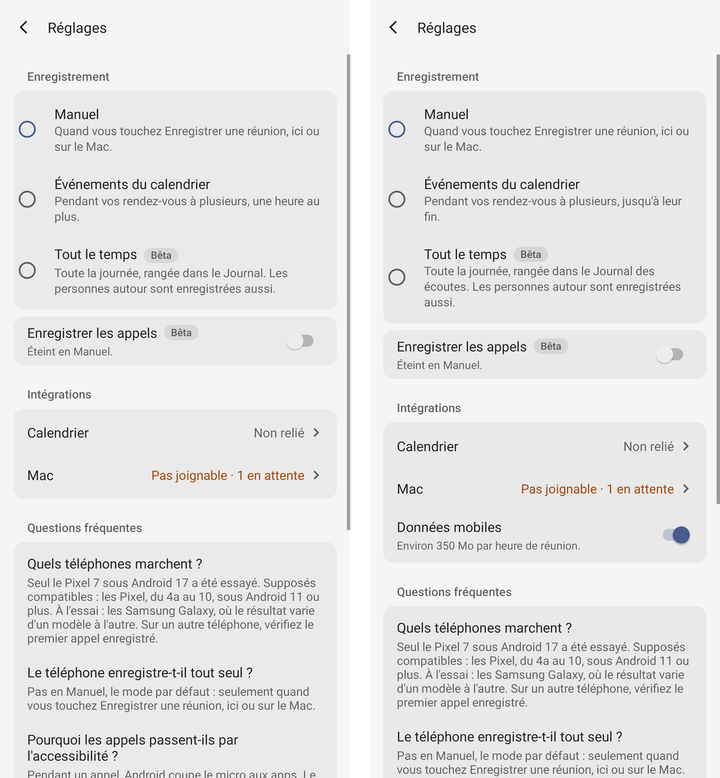 Réglages
Enregistrement
Manuel
Quand vous touchez Enregistrer une réunion, ici ou
sur le Mac.
Événements du calendrier
Pendant vos rendez-vous à plusieurs, une heure au
plus.
Tout le temps Bêta
Toute la journée, rangée dans le Journal. Les
personnes autour sont enregistrées aussi.
Enregistrer les appels Bêta
Éteint en Manuel.
Intégrations
Calendrier Non relié
Mac Pas joignable · 1 en attente
Questions fréquentes
Quels téléphones marchent ?
Seul le Pixel 7 sous Android 17 a été essayé. Supposés
compatibles : les Pixel, du 4a au 10, sous Android 11 ou
plus. À l'essai : les Samsung Galaxy, où le résultat varie
d'un modèle à l'autre. Sur un autre téléphone, vérifiez le
premier appel enregistré.
Le téléphone enregistre-t-il tout seul ?
Pas en Manuel, le mode par défaut : seulement quand
vous touchez Enregistrer une réunion, ici ou sur le Mac.
Pourquoi les appels passent-ils par
l'accessibilité ?
Pendant un appel, Android coupe le micro aux apps. Le
Réglages
Enregistrement
Manuel
Quand vous touchez Enregistrer une réunion, ici ou
sur le Mac.
Événements du calendrier
Pendant vos rendez-vous à plusieurs, jusqu'à leur
fin.
Tout le temps Bêta
Toute la journée, rangée dans le Journal des
écoutes. Les personnes autour sont enregistrées
aussi.
Enregistrer les appels Bêta
Éteint en Manuel.
Intégrations
Calendrier Non relié
Mac Pas joignable · 1 en attente
Données mobiles
Environ 350 Mo par heure de réunion.
Questions fréquentes
Quels téléphones marchent ?
Seul le Pixel 7 sous Android 17 a été essayé. Supposés
compatibles : les Pixel, du 4a au 10, sous Android 11 ou
plus. À l'essai : les Samsung Galaxy, où le résultat varie
d'un modèle à l'autre. Sur un autre téléphone, vérifiez le
premier appel enregistré.
Le téléphone enregistre-t-il tout seul ?
Pas en Manuel, le mode par défaut : seulement quand
vous touchez Enregistrer une réunion, ici ou sur le Mac.